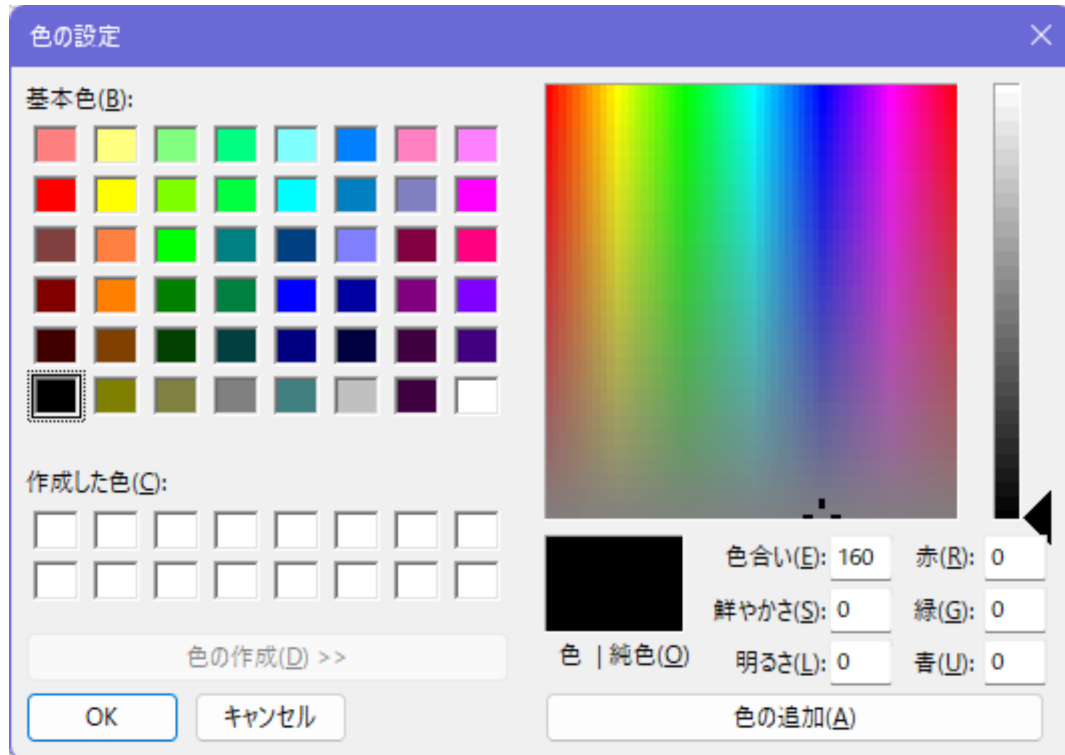 色の設定
基本色(B):
作成した色(C):
色の作成(D) >>
OK
キャンセル
色 | 純色(O)
色合い(E): 160
赤(R): 0
鮮やかさ(S): 0
緑(G): 0
明るさ(L): 0
青(U): 0
色の追加(A)